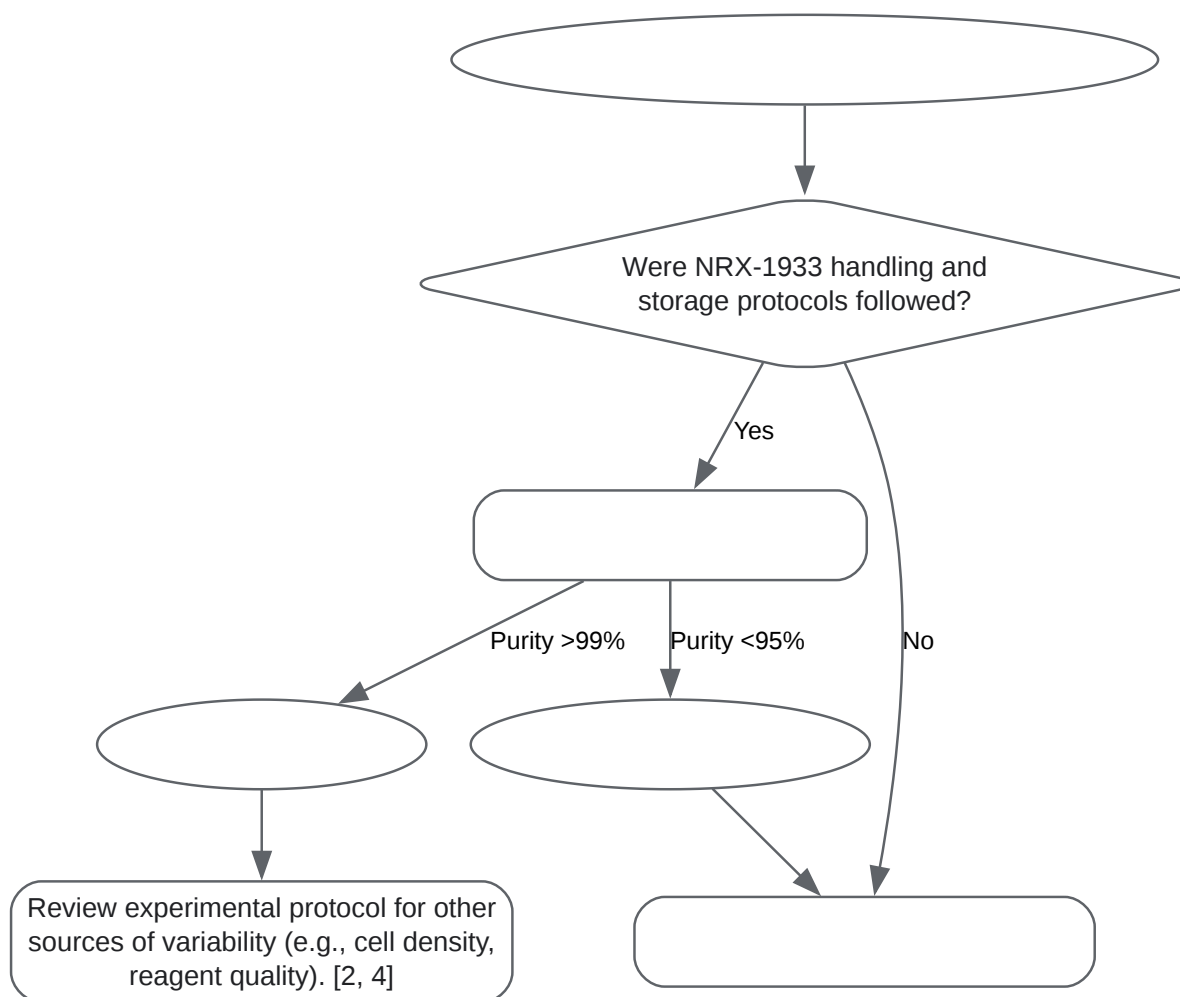 Were NRX-1933 handling and
storage protocols followed?
Yes
Purity >99%
Purity <95%
No
Review experimental protocol for other
sources of variability (e.g., cell density,
reagent quality). [2, 4]